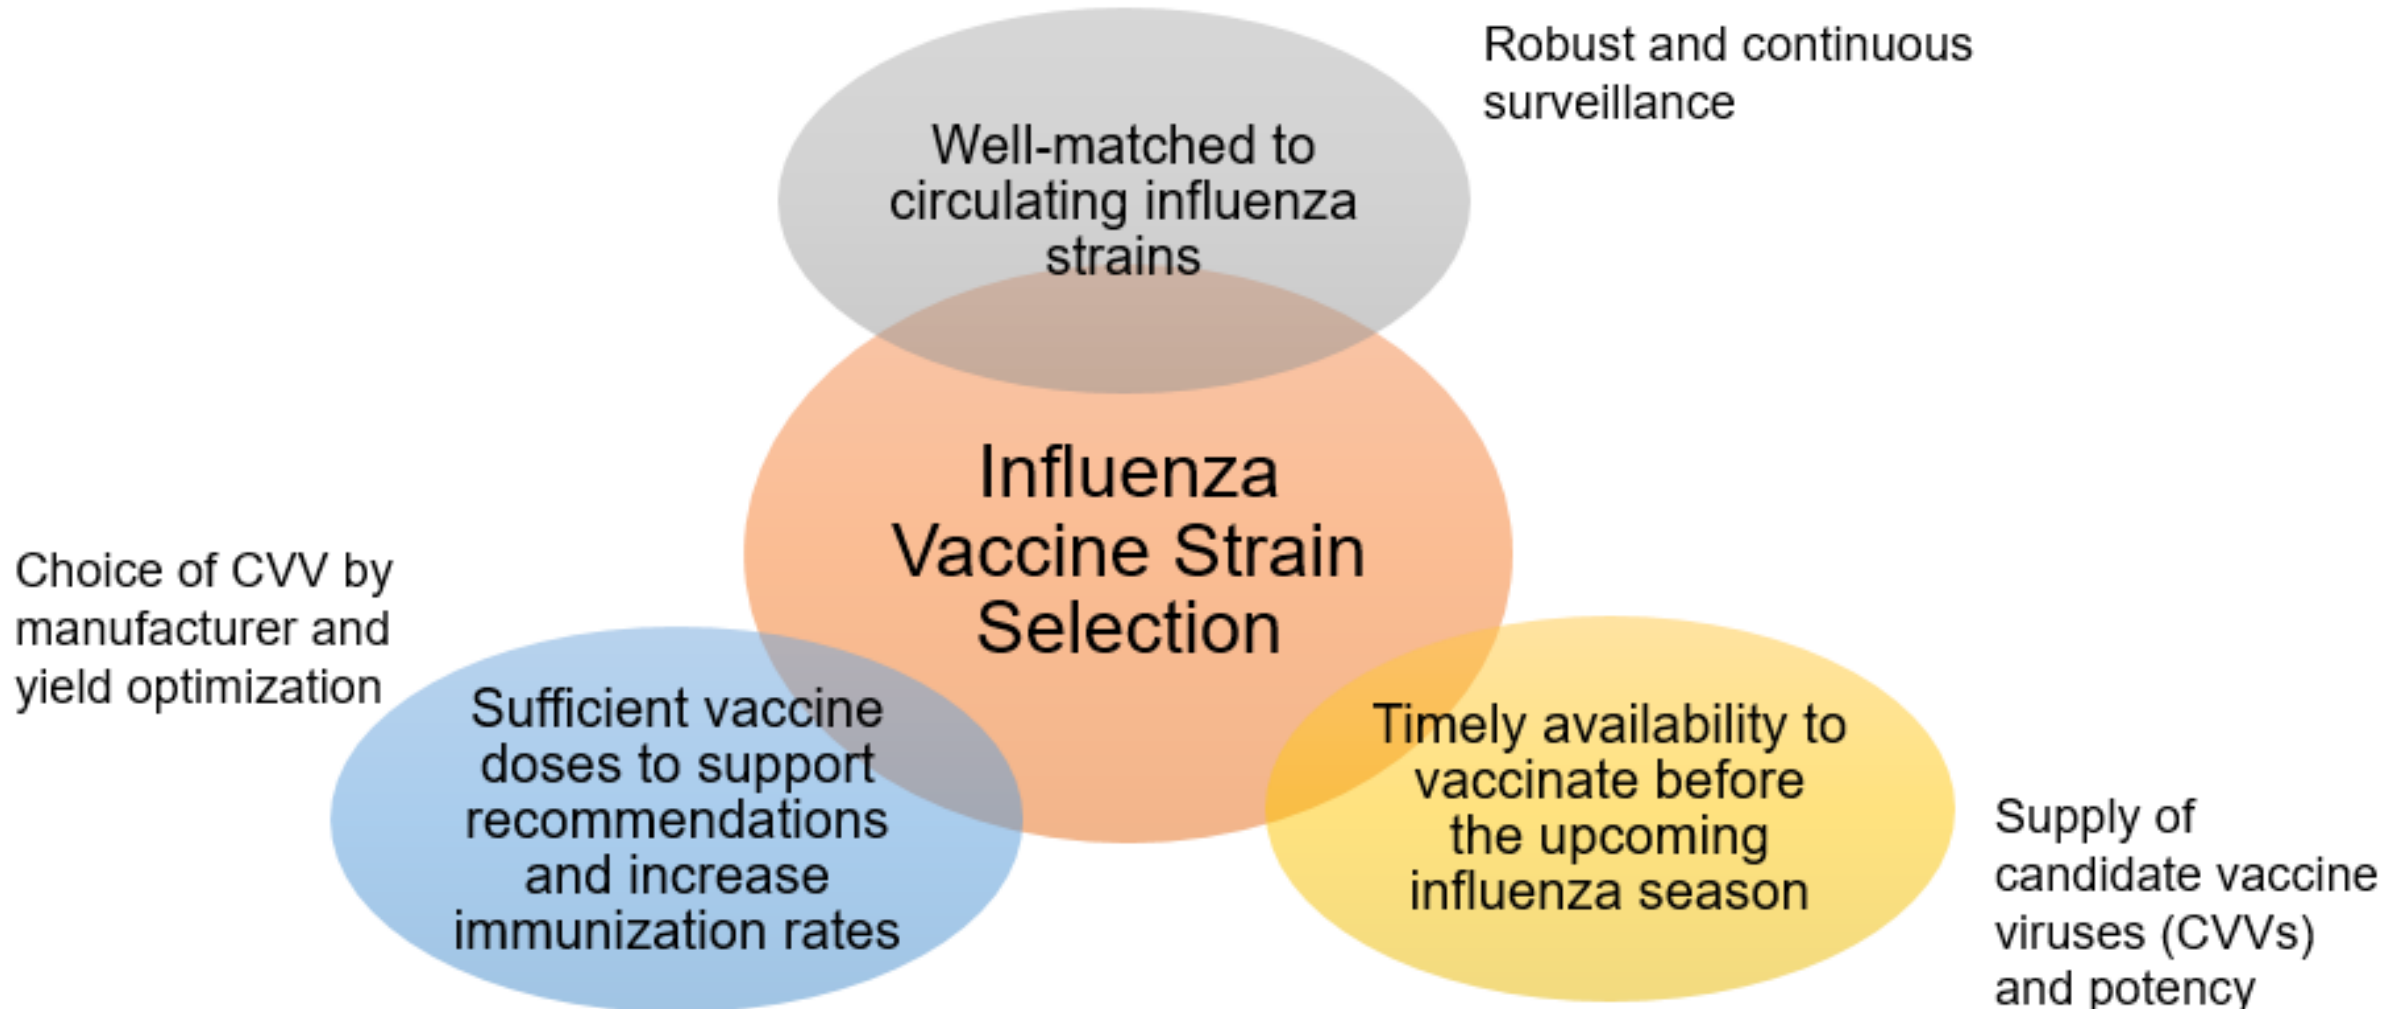 Robust and continuous
surveillance
Well-matched to
circulating influenza
strains
Influenza
Vaccine Strain
Selection
Choice of CVV by
manufacturer and
yield optimization
Sufficient vaccine
doses to support
recommendations
and increase
immunization rates
Timely availability to
vaccinate before
the upcoming
influenza season
Supply of
candidate vaccine
viruses (CVVs)
and potency